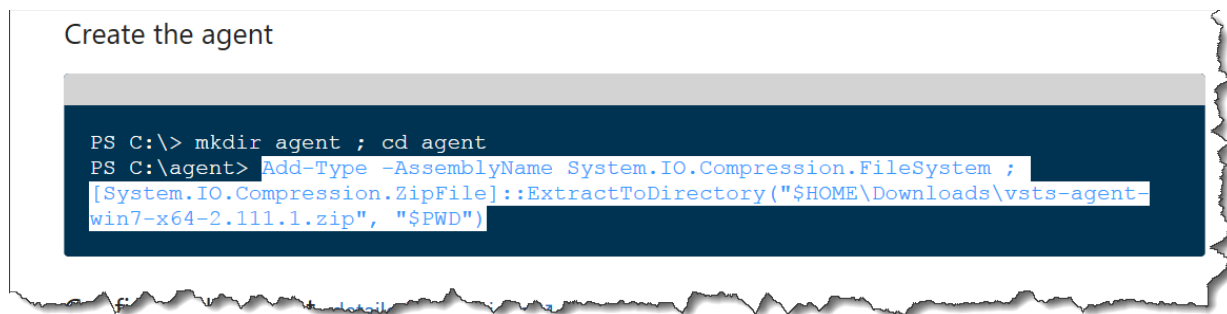 Create the agent
PS C:\> mkdir agent ; cd agent
PS C:\agent> Add-Type -AssemblyName System.IO.Compression.FileSystem ;
[System.IO.Compression.ZipFile]::ExtractToDirectory("$HOME\Downloads\vsts-agent-
win7-x64-2.111.1.zip", "$PWD")